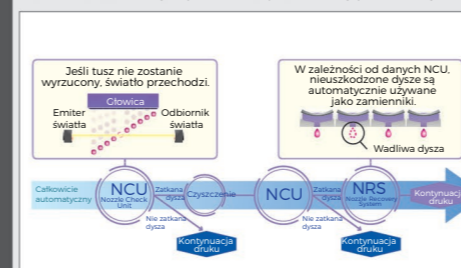 Jeśli tusz nie zostanie
wyrzucony, światło przechodzi.
Głowica
Emiter
światła
Odbiornik
światła
W zależności od danych NCU,
nieuszkodzone dysze są
automatycznie używane
jako zamienniki.
Wadliwa dysza
Całkowicie
automatyczny
NCU
Nozzle Check
Unit
Zatkana
dysza
Czyszczenie
NCU
Zatkana
dysza
NRS
Nozzle Recovery
System
Kontynuacja
druku
Nie zatkana
dysza
Kontynuacja
druku
Nie zatkana
dysza
Kontynuacja
druku